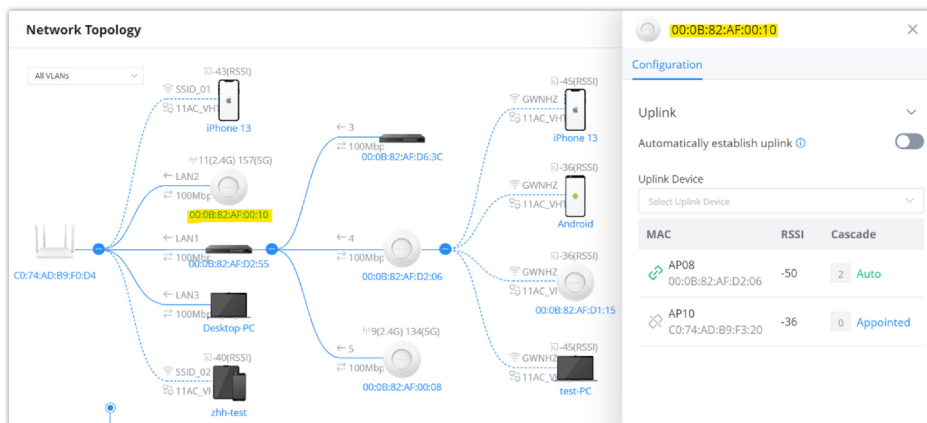 Network Topology
All VLANs
-43(RSSI)
SSID_01
11AC_VHT
iPhone 13
11(2.4G) 157(5G)
LAN2
100Mbp
00:0B:82:AF:00:10
C0:74:AD:B9:F0:D4
LAN1
100Mbp
00:0B:82:AF:D2:55
LAN3
100Mbp
Desktop-PC
-40(RSSI)
SSID_02
11AC_VI
zhh-test
3
100Mbp
00:0B:82:AF:D6:3C
4
100Mbp
00:0B:82:AF:D2:06
9(2.4G) 134(5G)
5
100Mbp
00:0B:82:AF:00:08
-45(RSSI)
GWNHZ
11AC_VHT
iPhone 13
-36(RSSI)
GWNHZ
11AC_VHT
Android
-36(RSSI)
GWNHZ
11AC_VI
00:0B:82:AF:D1:15
-45(RSSI)
GWNHZ
11AC_VI
test-PC
00:0B:82:AF:00:10
Configuration
Uplink
Automatically establish uplink
Uplink Device
Select Uplink Device
MAC RSSI Cascade
AP08
00:0B:82:AF:D2:06 -50 2 Auto
AP10
C0:74:AD:B9:F3:20 -36 0 Appointed